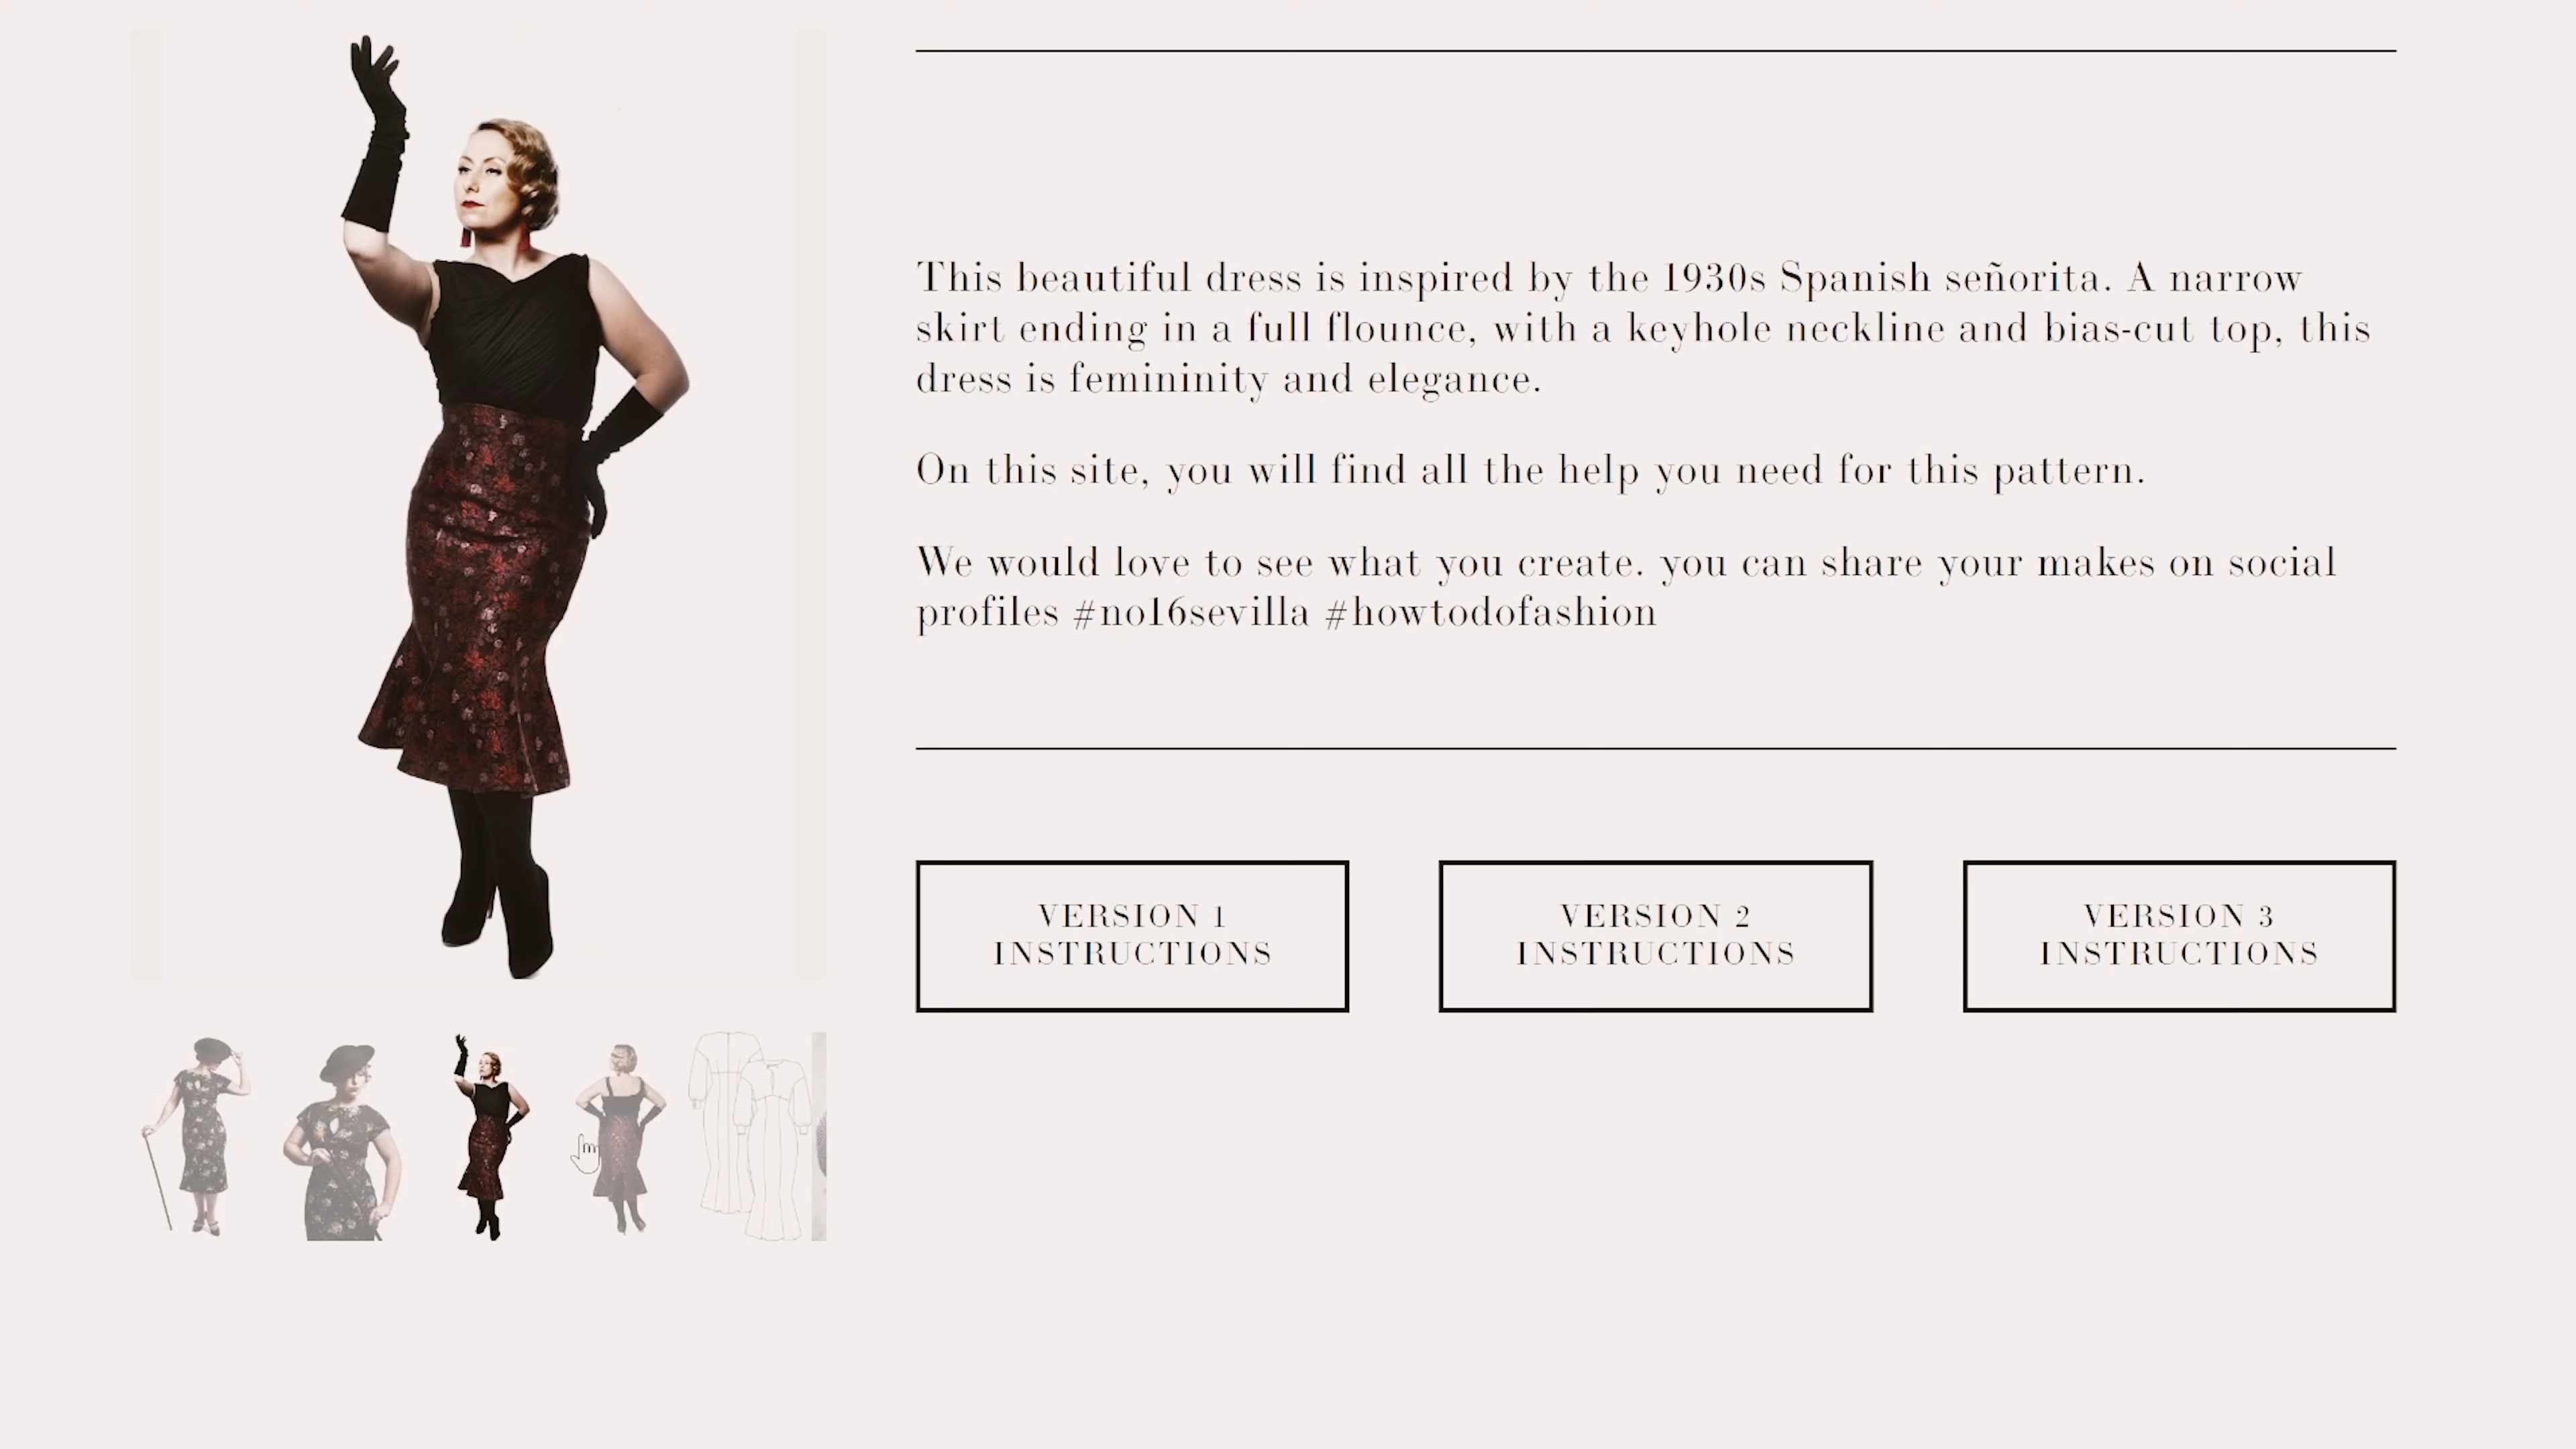 This beautiful dress is inspired by the 1930s Spanish señorita. A narrow
skirt ending in a full flounce, with a keyhole neckline and bias-cut top, this
dress is femininity and elegance.
On this site, you will find all the help you need for this pattern.
We would love to see what you create. you can share your makes on social
profiles #no16sevilla #howtodofashion
VERSION 1
INSTRUCTIONS
VERSION 2
INSTRUCTIONS
VERSION 3
INSTRUCTIONS